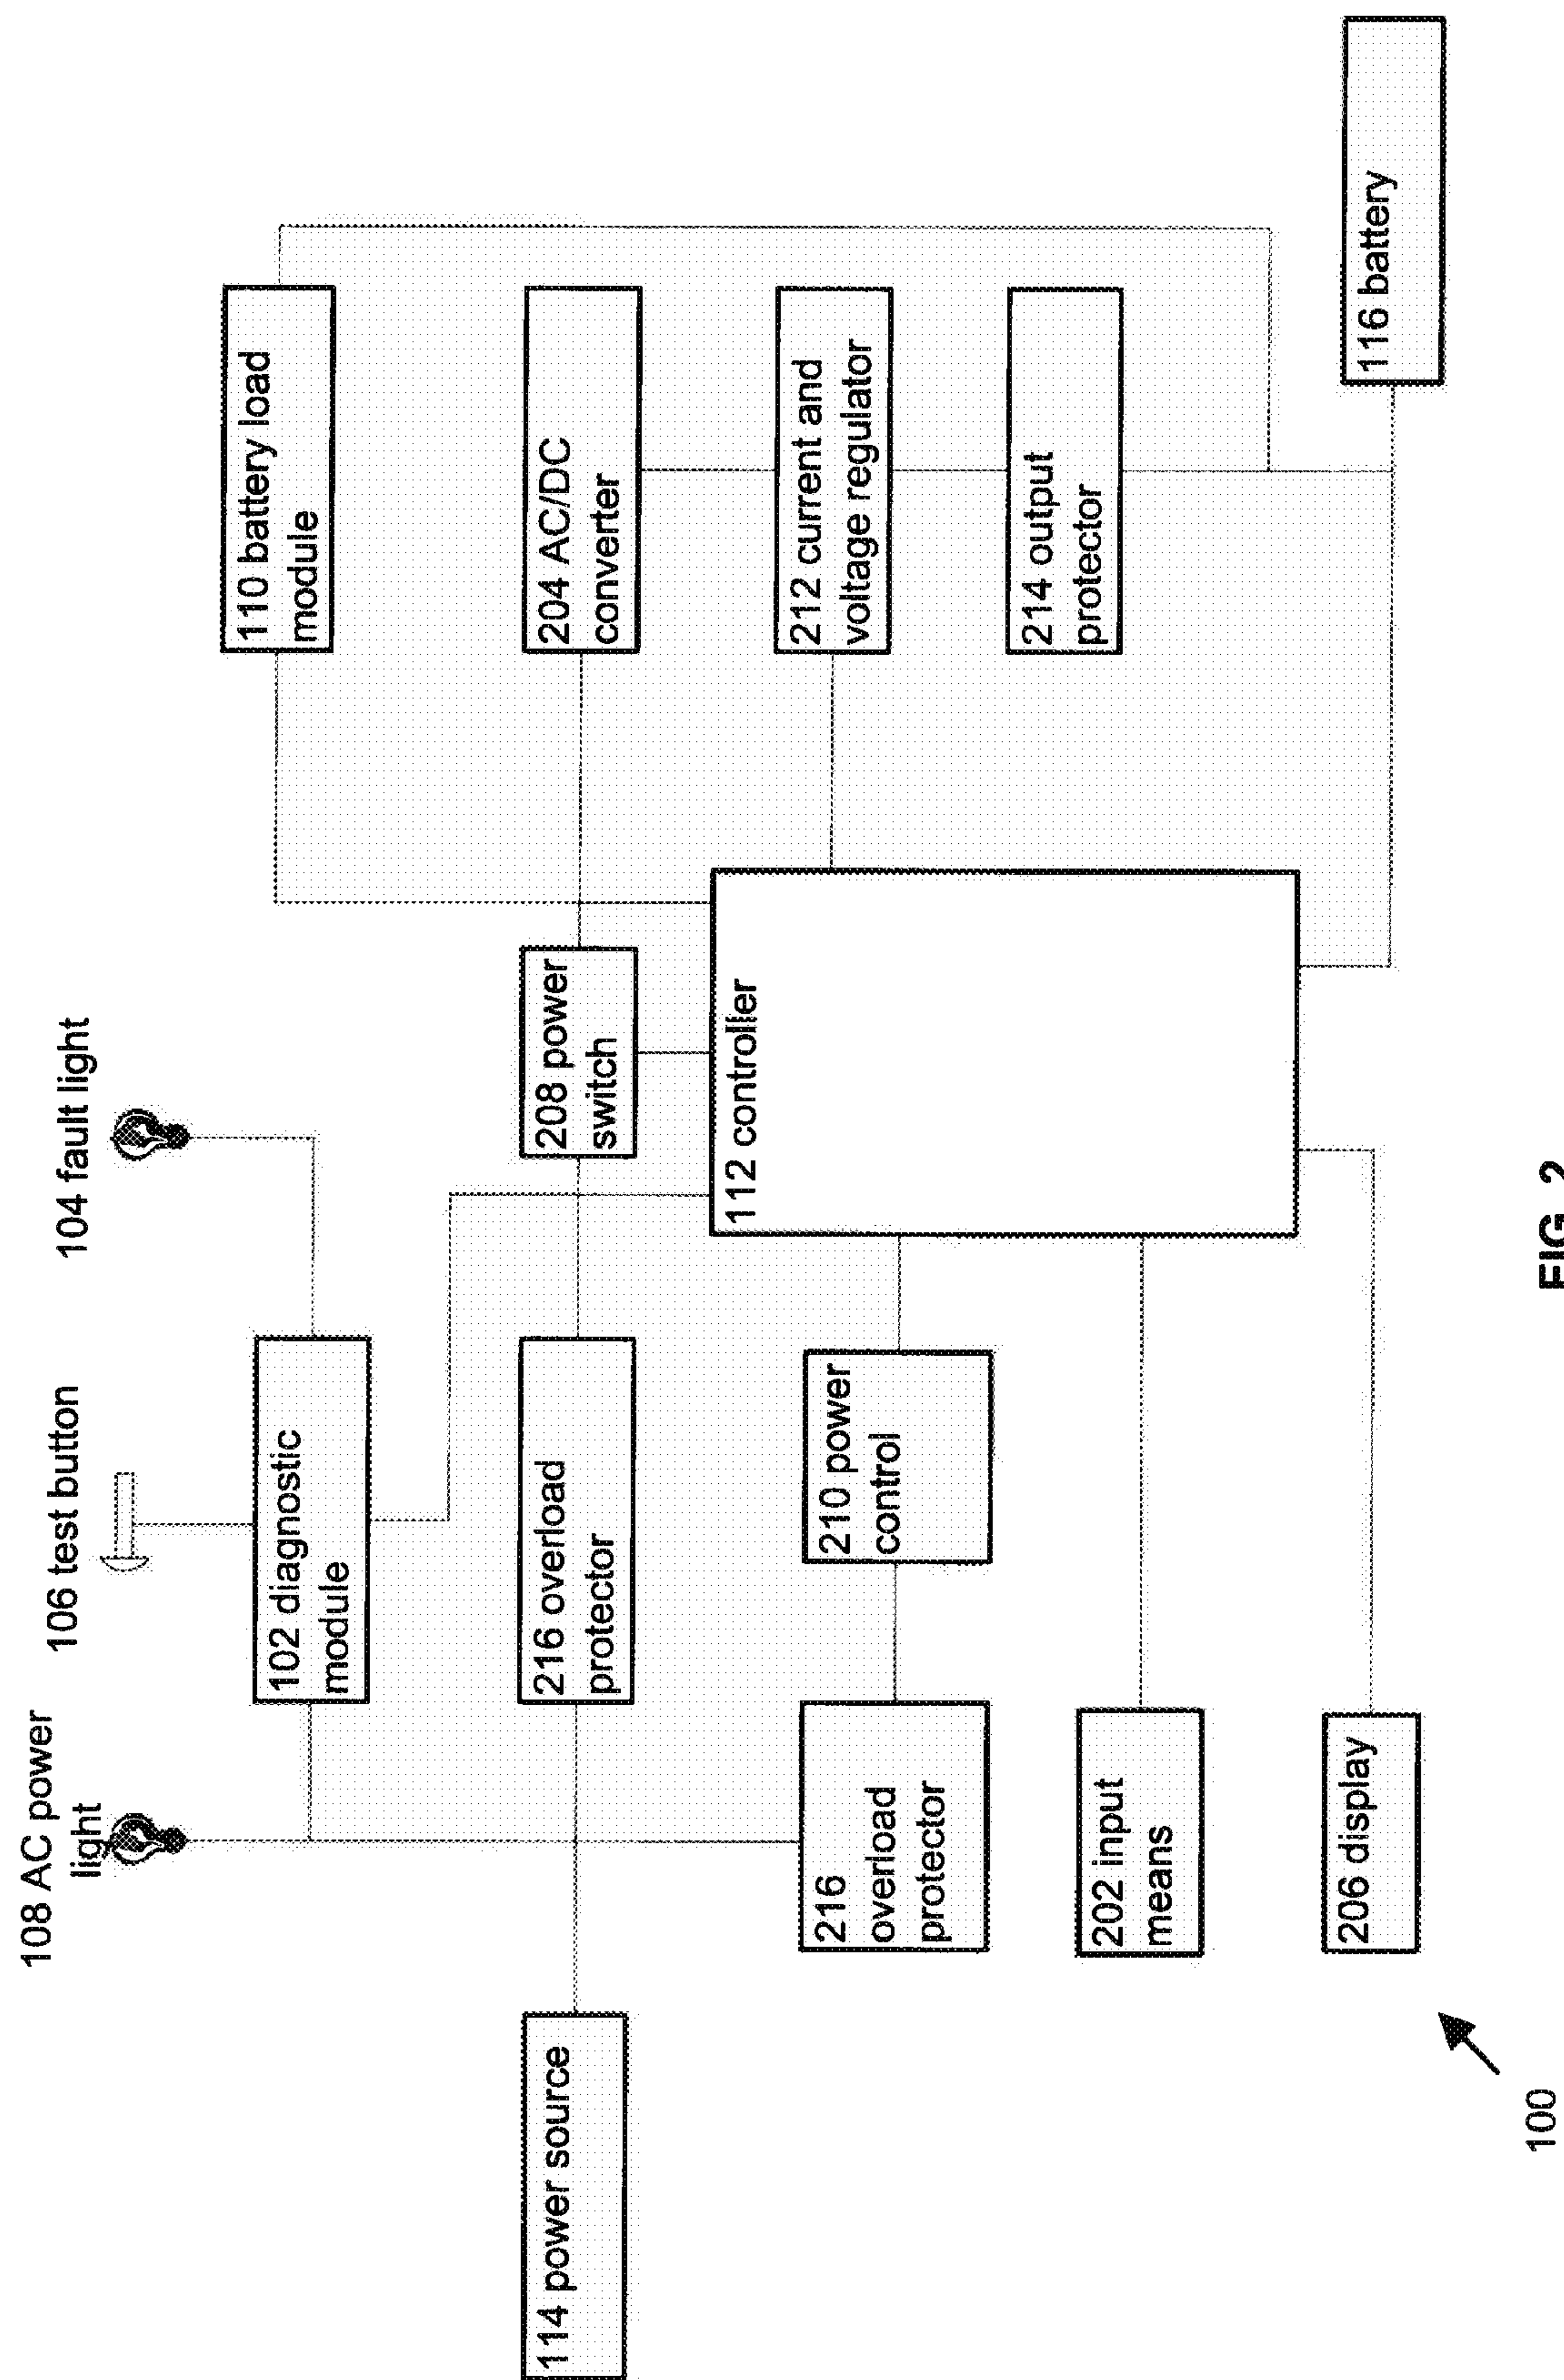 108 AC power
light
106 test button
104 fault light
102 diagnostic
module
110 battery load
module
114 power source
216 overload
protector
208 power
switch
204 AC/DC
converter
216
overload
protector
210 power
control
112 controller
212 current and
voltage regulator
214 output
protector
202 input
means
206 display
116 battery
100
FIG. 2